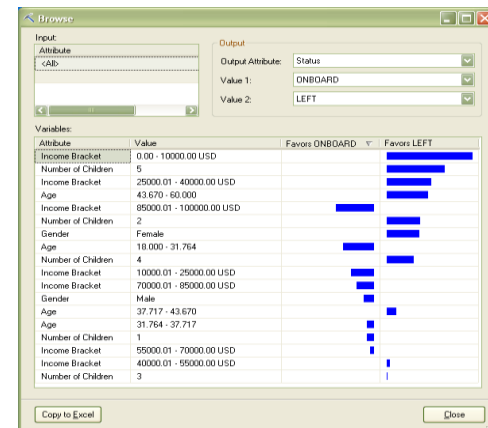 Browse
Input:
Attribute
<All>
Output
Output Attribute: Status
Value 1: ONBOARD
Value 2: LEFT
Variables:
Attribute Value Favors ONBOARD Favors LEFT
Income Bracket 0.00 - 10000.00 USD
Number of Children 5
Income Bracket 25000.01 - 40000.00 USD
Age 43.670 - 60.000
Income Bracket 85000.01 - 100000.00 USD
Number of Children 2
Gender Female
Age 18.000 - 31.764
Number of Children 4
Income Bracket 10000.01 - 25000.00 USD
Income Bracket 70000.01 - 85000.00 USD
Gender Male
Age 37.717 - 43.670
Age 31.764 - 37.717
Number of Children 1
Income Bracket 55000.01 - 70000.00 USD
Income Bracket 40000.01 - 55000.00 USD
Number of Children 3
Copy to Excel Close